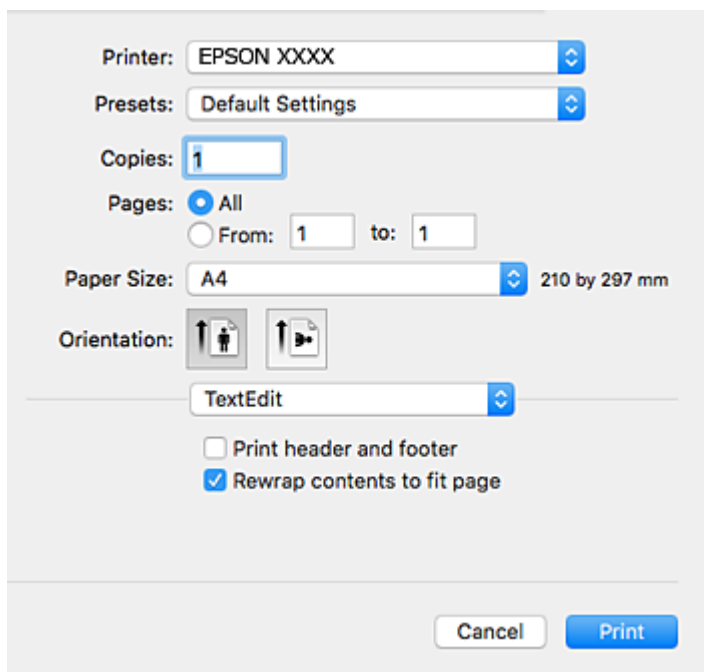 Printer: EPSON XXXX
Presets: Default Settings
Copies: 1
Pages: All
From: 1 to: 1
Paper Size: A4 210 by 297 mm
Orientation:
TextEdit
Print header and footer
Rewrap contents to fit page
Cancel Print